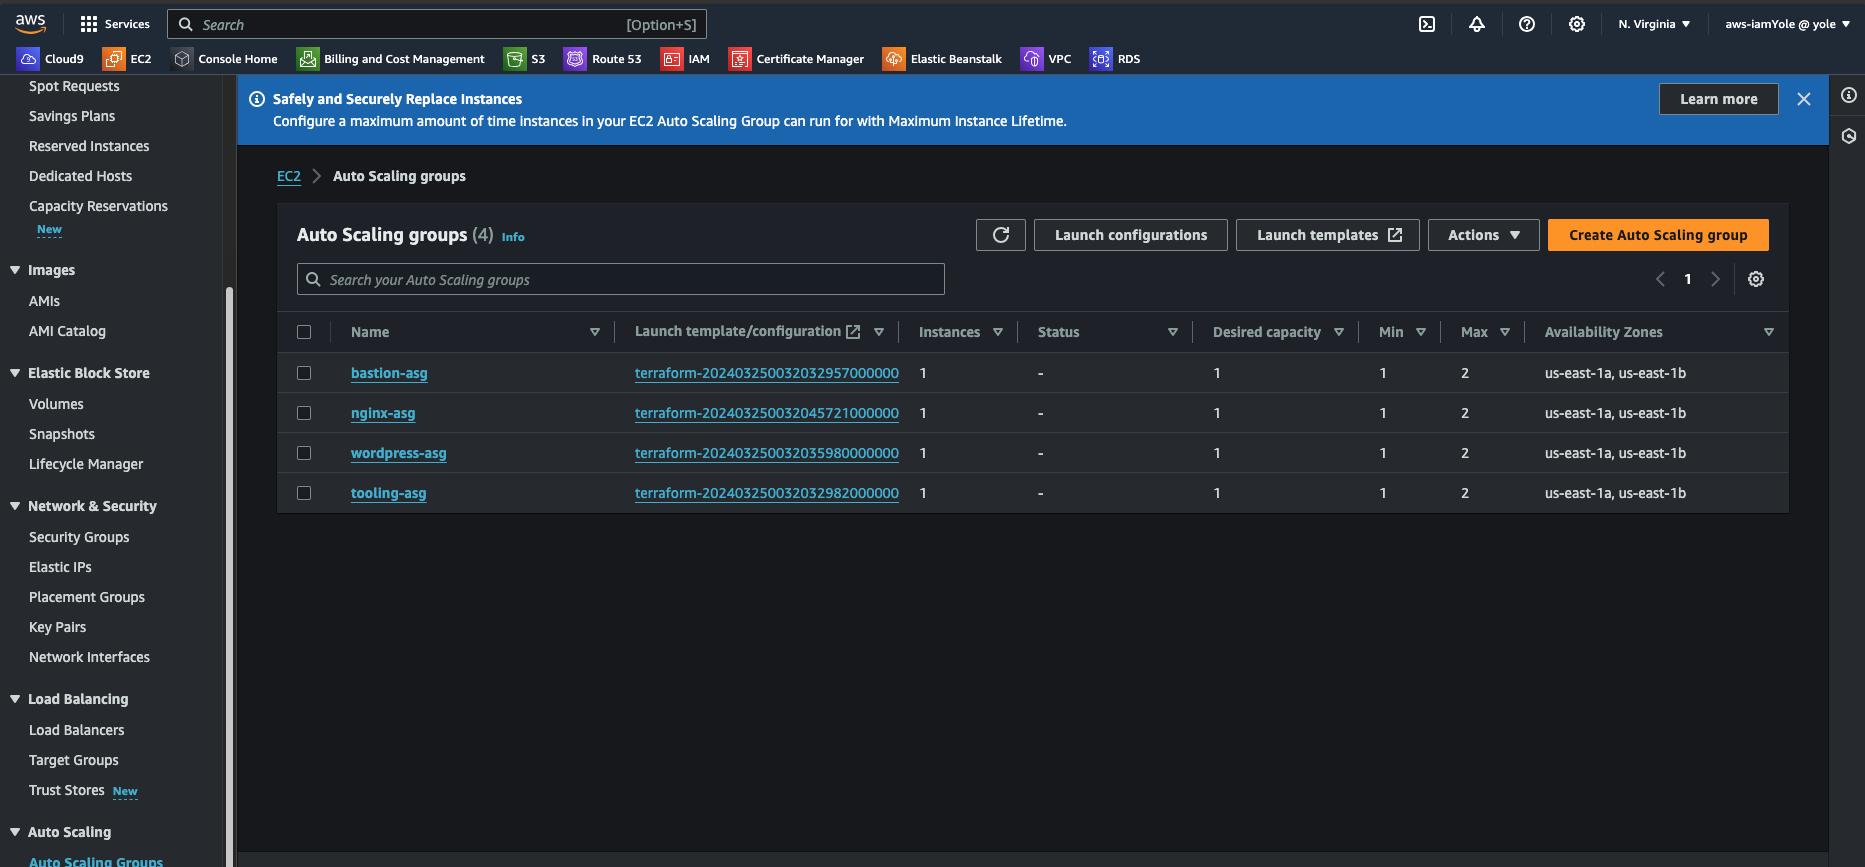 aws Services Search [Option+S] N. Virginia aws-iamYole @ yole
Cloud9 EC2 Console Home Billing and Cost Management S3 Route 53 IAM Certificate Manager Elastic Beanstalk VPC RDS
Spot Requests
Savings Plans
Reserved Instances
Dedicated Hosts
Capacity Reservations
New
Images
AMIs
AMI Catalog
Elastic Block Store
Volumes
Snapshots
Lifecycle Manager
Network & Security
Security Groups
Elastic IPs
Placement Groups
Key Pairs
Network Interfaces
Load Balancing
Load Balancers
Target Groups
Trust Stores New
Auto Scaling
Auto Scaling Groups
Safely and Securely Replace Instances
Configure a maximum amount of time instances in your EC2 Auto Scaling Group can run for with Maximum Instance Lifetime.
Learn more
EC2 Auto Scaling groups
Auto Scaling groups (4) Info
Launch configurations Launch templates Actions Create Auto Scaling group
Search your Auto Scaling groups
1
Name Launch template/configuration Instances Status Desired capacity Min Max Availability Zones
bastion-asg terraform-202403250032032957000000 1 - 1 1 2 us-east-1a, us-east-1b
nginx-asg terraform-202403250032045721000000 1 - 1 1 2 us-east-1a, us-east-1b
wordpress-asg terraform-202403250032035980000000 1 - 1 1 2 us-east-1a, us-east-1b
tooling-asg terraform-202403250032032982000000 1 - 1 1 2 us-east-1a, us-east-1b